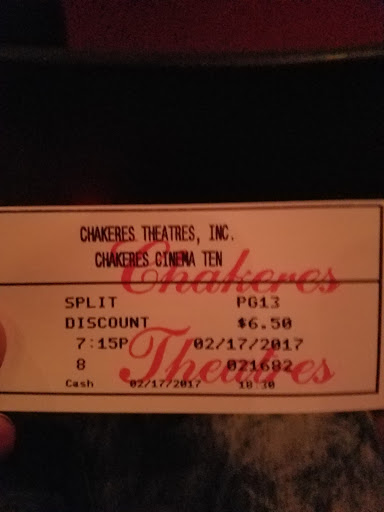 CHAKERES THEATRES, INC.
CHAKERES CINEMA TEN
Chakeres
SPLIT PG13
DISCOUNT $6.50
7:15P 02/17/2017
Theatres
8 021682
Cash 02/17/2017 18:30